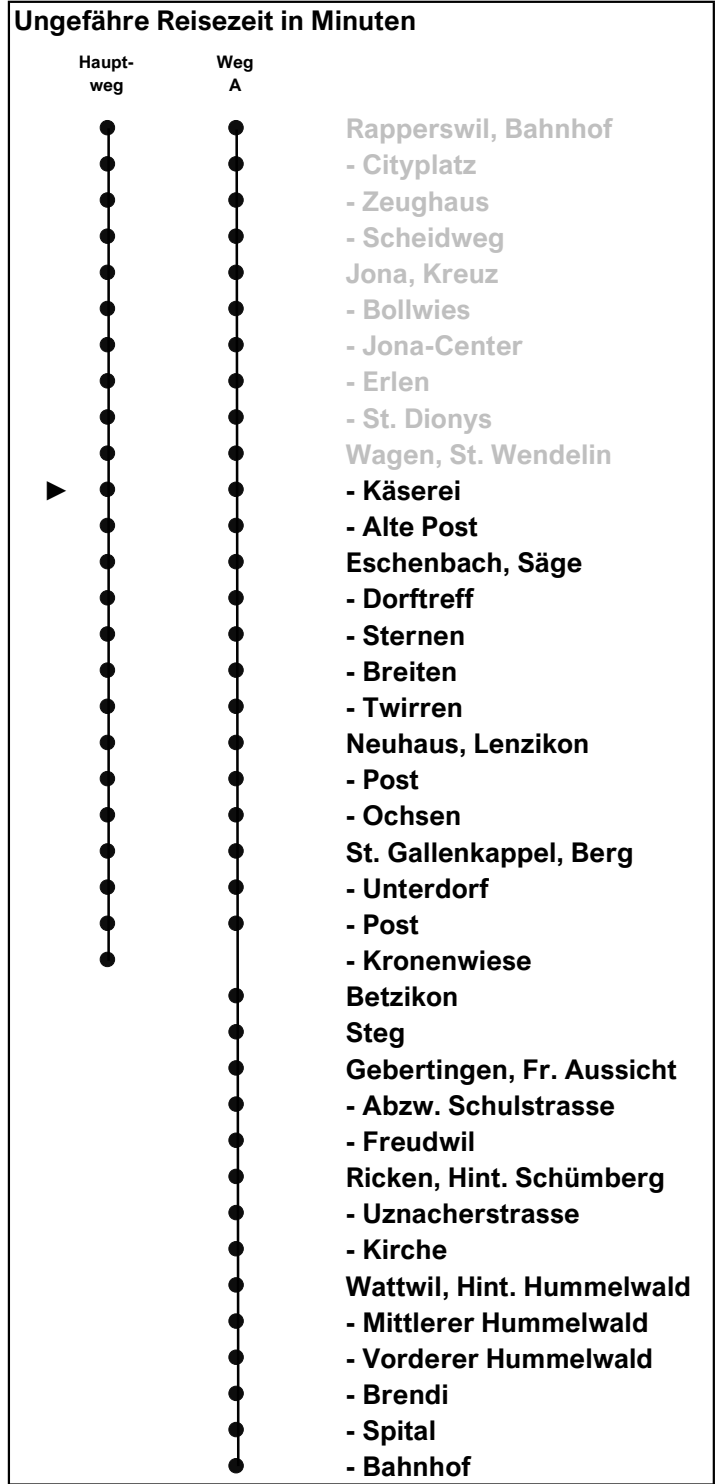 Ungefähre Reisezeit in Minuten
Haupt-
weg
Weg
A
Rapperswil, Bahnhof
- Cityplatz
- Zeughaus
- Scheidweg
Jona, Kreuz
- Bollwies
- Jona-Center
- Erlen
- St. Dionys
Wagen, St. Wendelin
- Käserei
- Alte Post
Eschenbach, Säge
- Dorftreff
- Sternen
- Breiten
- Twirren
Neuhaus, Lenzikon
- Post
- Ochsen
St. Gallenkappel, Berg
- Unterdorf
- Post
- Kronenwiese
Betzikon
Steg
Gebertingen, Fr. Aussicht
- Abzw. Schulstrasse
- Freudwil
Ricken, Hint. Schümberg
- Uznacherstrasse
- Kirche
Wattwil, Hint. Hummelwald
- Mittlerer Hummelwald
- Vorderer Hummelwald
- Brendi
- Spital
- Bahnhof